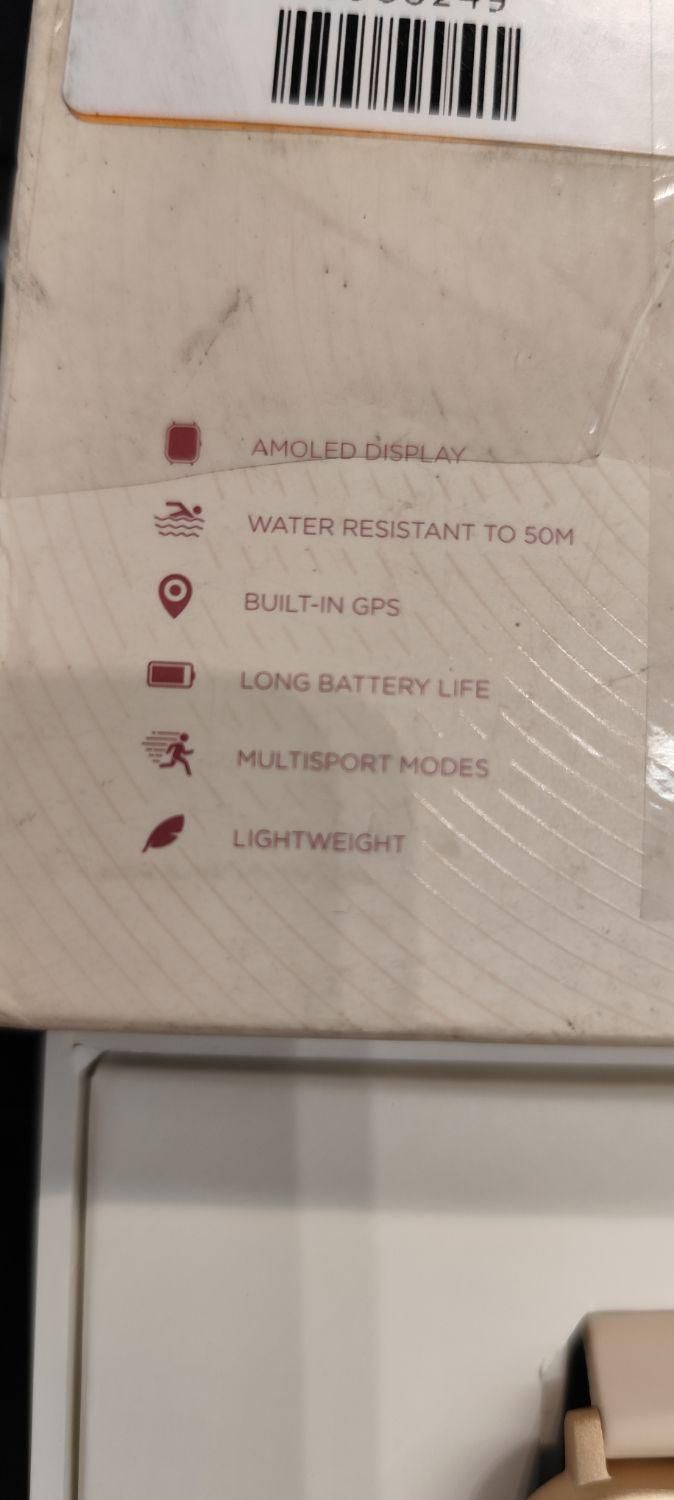 AMOLED DISPLAY
WATER RESISTANT TO 50M
BUILT-IN GPS
LONG BATTERY LIFE
MULTISPORT MODES
LIGHTWEIGHT